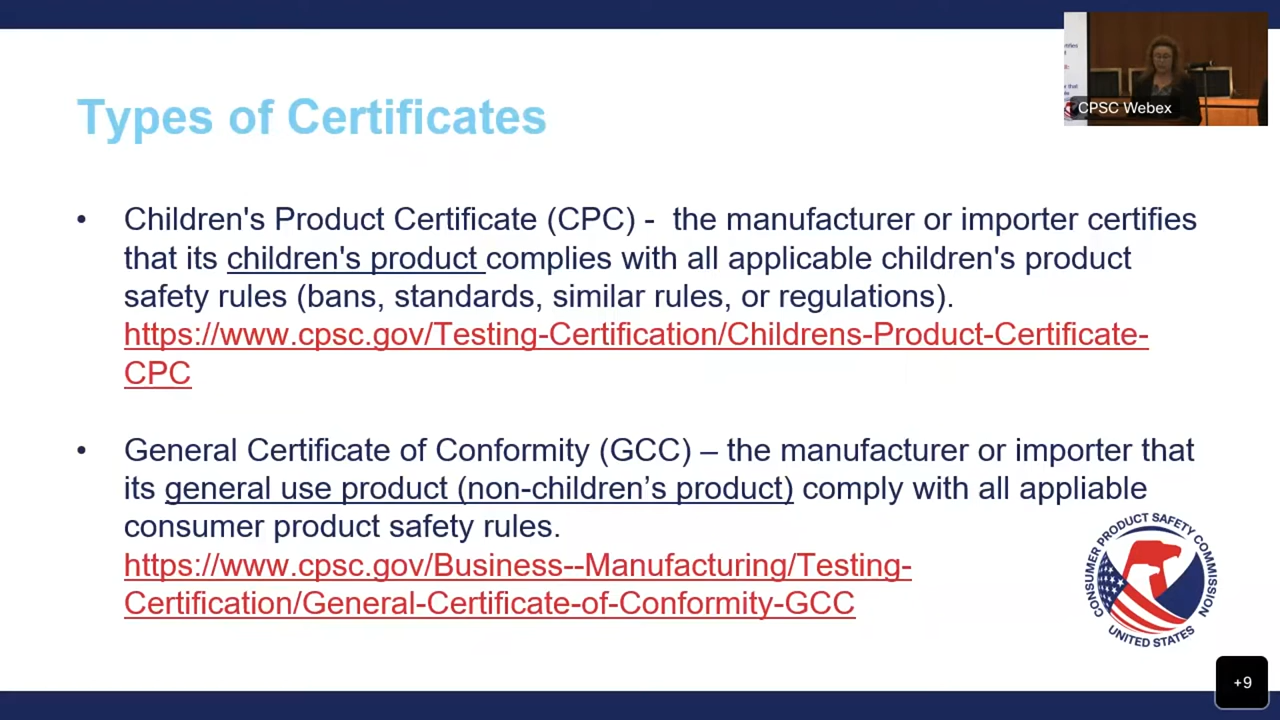 Types of Certificates
CPSC Webex
• Children's Product Certificate (CPC) - the manufacturer or importer certifies
that its children's product complies with all applicable children's product
safety rules (bans, standards, similar rules, or regulations).
https://www.cpsc.gov/Testing-Certification/Childrens-Product-Certificate-
CPC
• General Certificate of Conformity (GCC) – the manufacturer or importer that
its general use product (non-children’s product) comply with all appliable
consumer product safety rules.
https://www.cpsc.gov/Business--Manufacturing/Testing-
Certification/General-Certificate-of-Conformity-GCC
CONSUMER PRODUCT SAFETY COMMISSION
UNITED STATES
+9